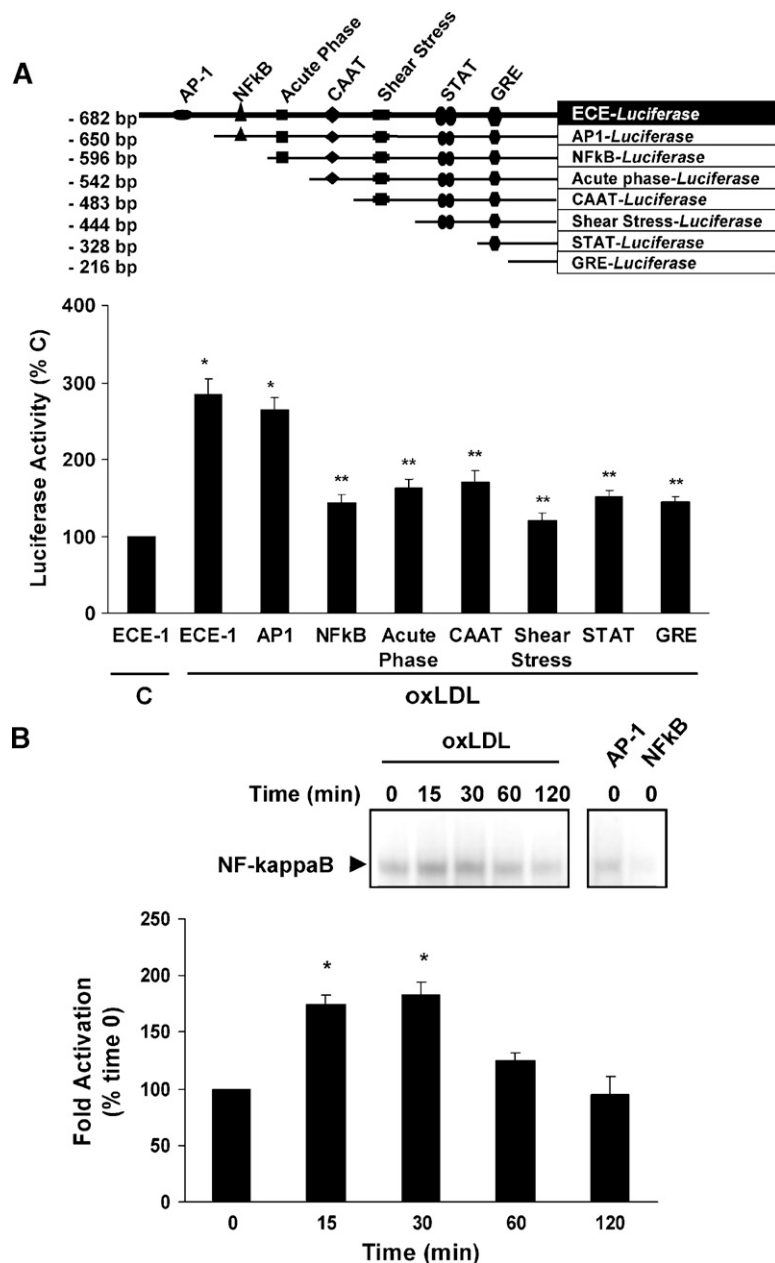 A
AP-1 NFkB Acute Phase CAAT Shear Stress STAT GRE
- 682 bp ECE-Luciferase
- 650 bp AP1-Luciferase
- 596 bp NFkB-Luciferase
- 542 bp Acute phase-Luciferase
- 483 bp CAAT-Luciferase
- 444 bp Shear Stress-Luciferase
- 328 bp STAT-Luciferase
- 216 bp GRE-Luciferase
Luciferase Activity (% C)
400
300
200
100
0
* * ** ** ** ** ** **
ECE-1 ECE-1 AP1 NFkB Acute Phase CAAT Shear Stress STAT GRE
C oxLDL
B
oxLDL AP-1 NFkB
Time (min) 0 15 30 60 120 0 0
NF-kappaB
Fold Activation
(% time 0)
250
200
150
100
50
0
* *
0 15 30 60 120
Time (min)